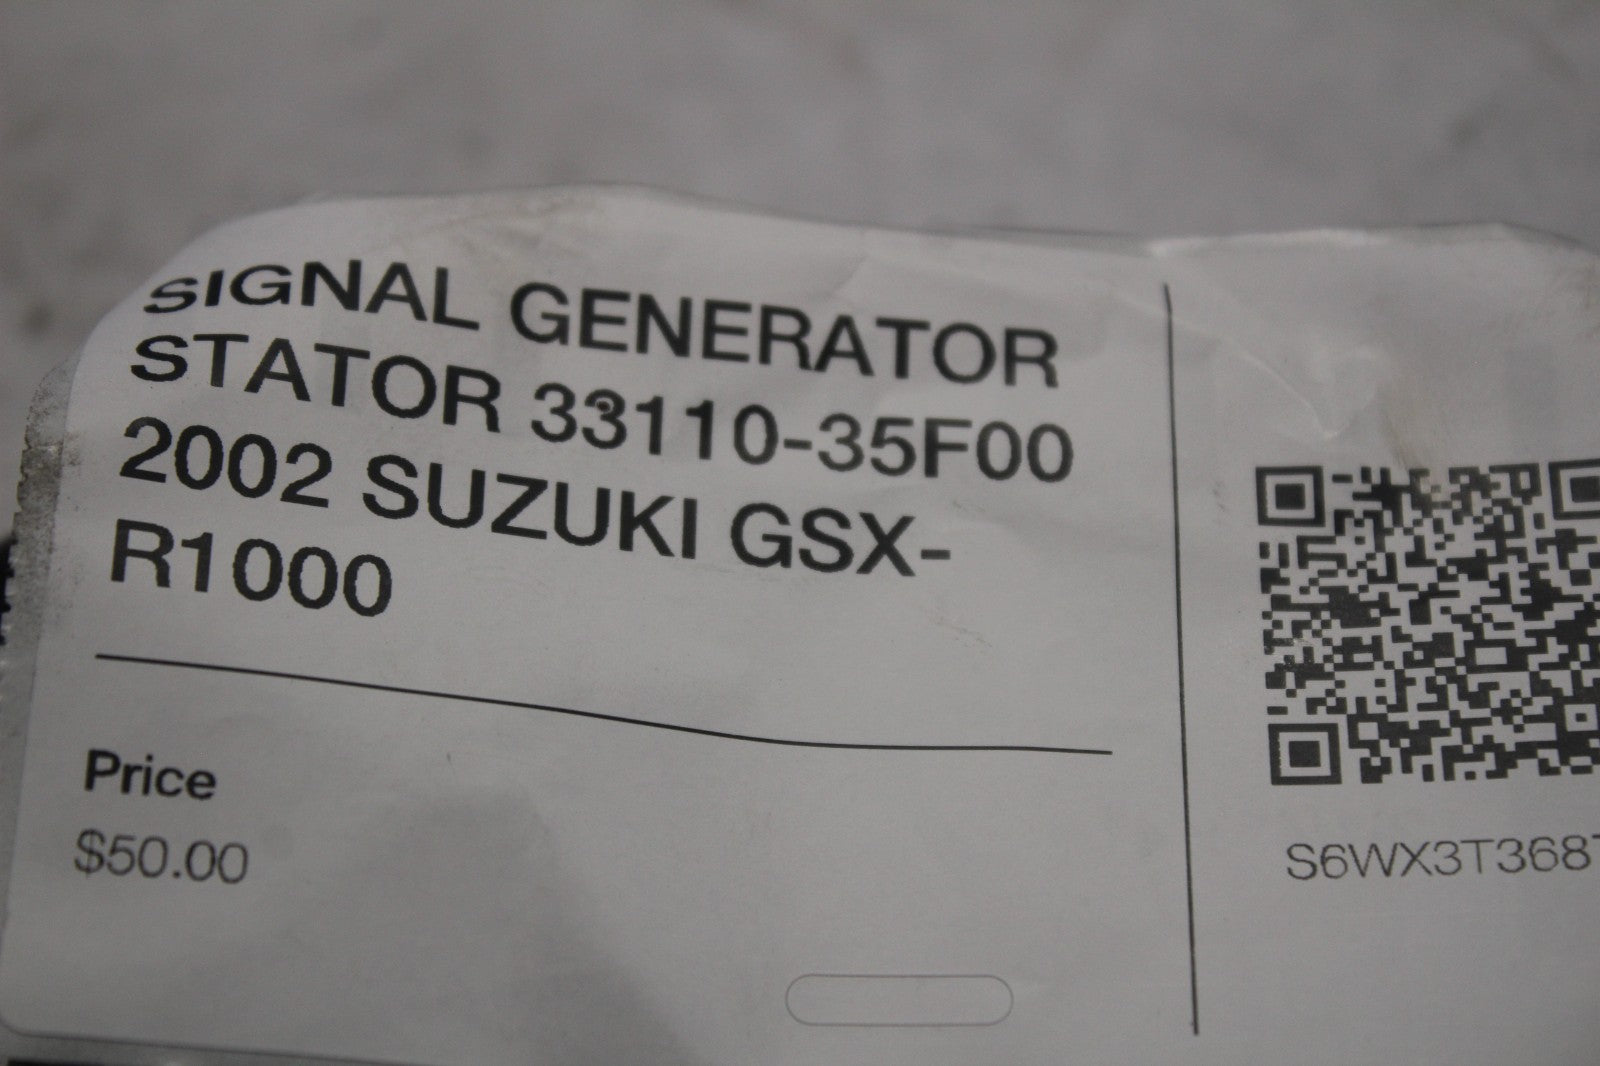 SIGNAL GENERATOR
STATOR 33110-35F00
2002 SUZUKI GSX-
R1000
Price
$50.00
S6WX3T368